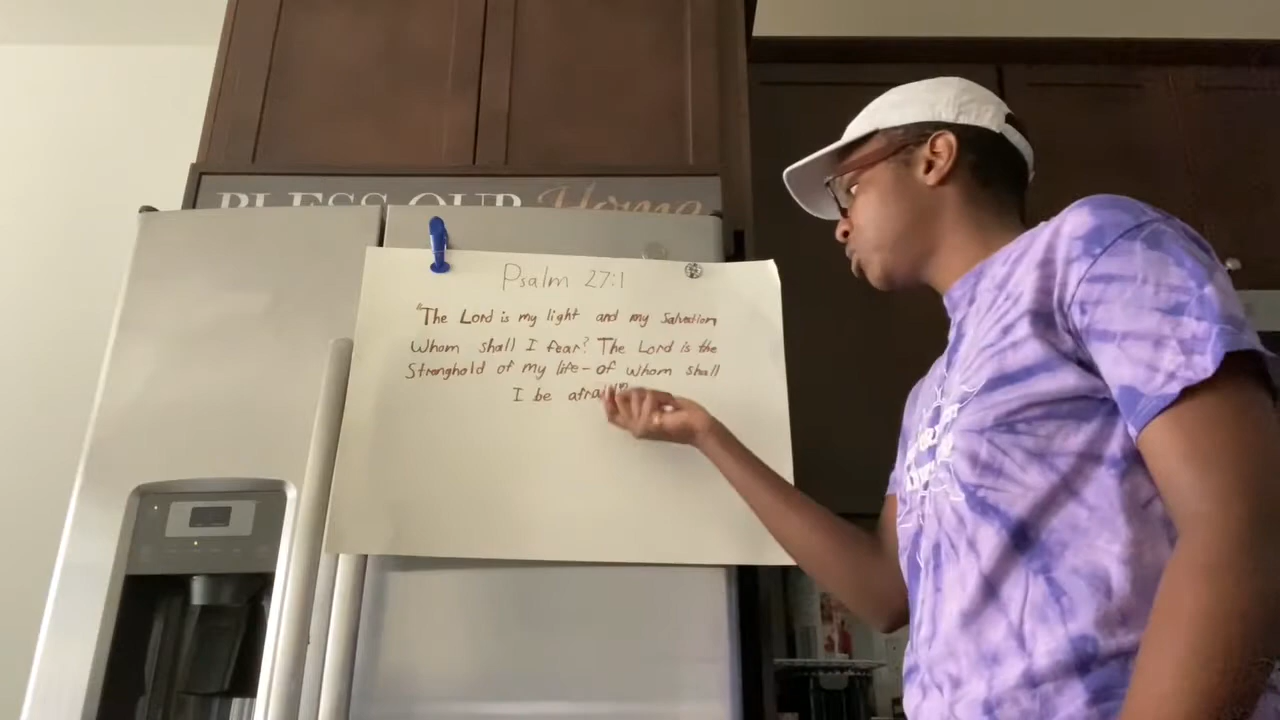 BLESS OUR Home
Psalm 27:1
"The Lord is my light and my Salvation
Whom shall I fear? The Lord is the
Stronghold of my life - of whom shall
I be afraid?"